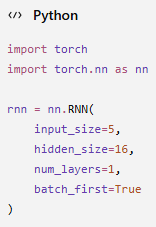 </> Python
import torch
import torch.nn as nn
rnn = nn.RNN(
    input_size=5,
    hidden_size=16,
    num_layers=1,
    batch_first=True
)